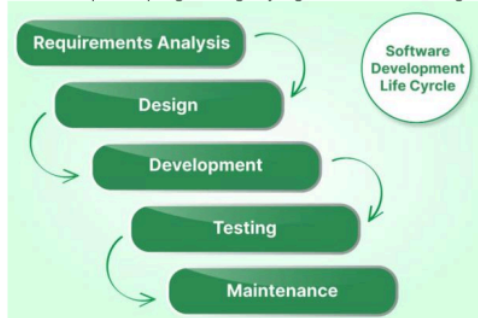 Requirements Analysis
Software
Development
Life Cyrcle
Design
Development
Testing
Maintenance